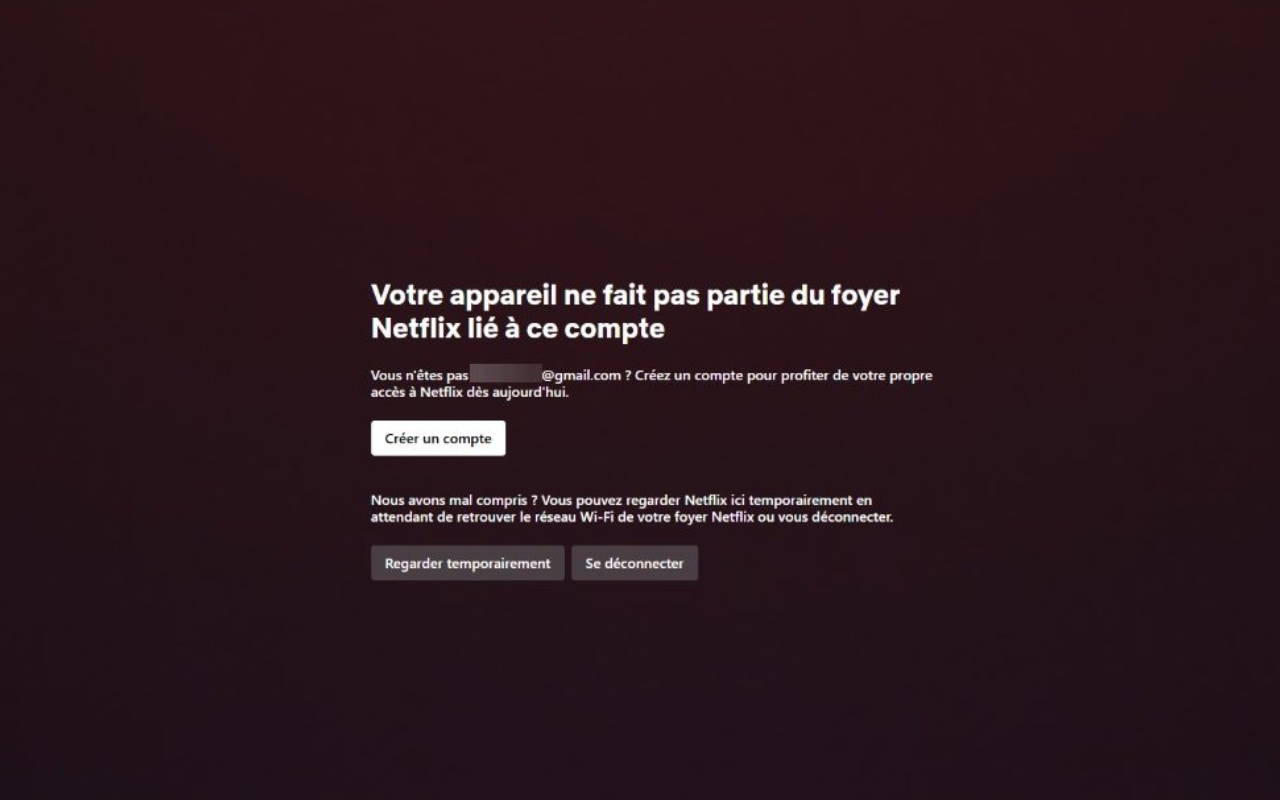 Votre appareil ne fait pas partie du foyer
Netflix lié à ce compte
Vous n'êtes pas @gmail.com ? Créez un compte pour profiter de votre propre
accès à Netflix dès aujourd'hui.
Créer un compte
Nous avons mal compris ? Vous pouvez regarder Netflix ici temporairement en
attendant de retrouver le réseau Wi-Fi de votre foyer Netflix ou vous déconnecter.
Regarder temporairement
Se déconnecter